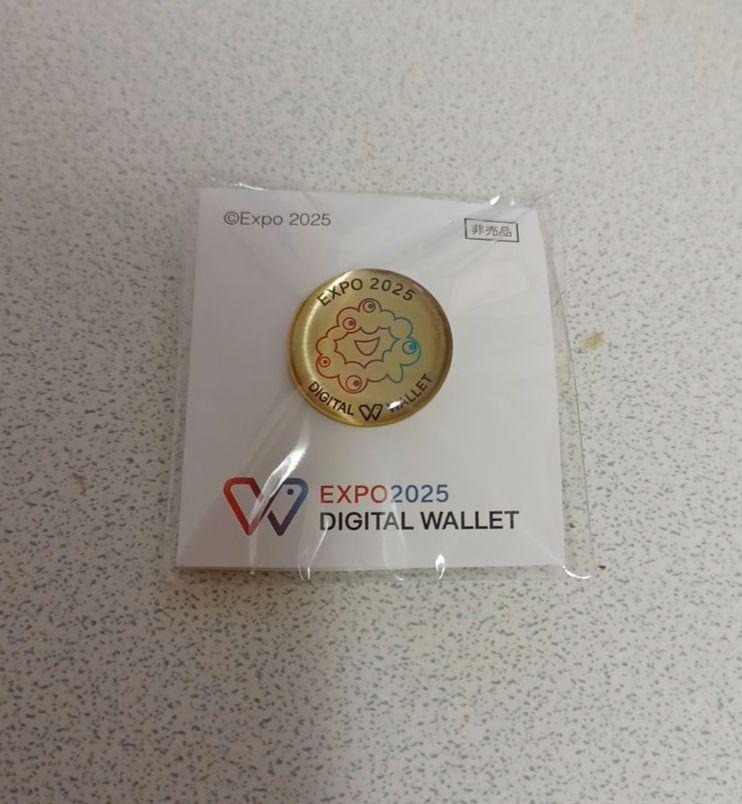 ©Expo 2025
非売品
EXPO 2025
DIGITAL WALLET
EXPO2025
DIGITAL WALLET